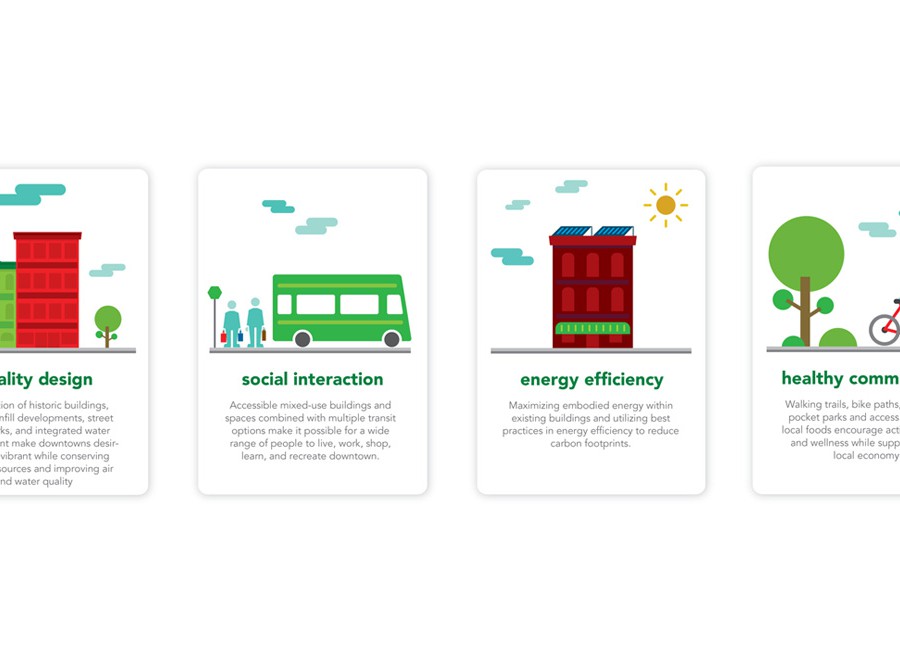 ality design
tion of historic buildings,
nfill developments, street
ks, and integrated water
nt make downtowns desir-
vibrant while conserving
sources and improving air
nd water quality
social interaction
Accessible mixed-use buildings and
spaces combined with multiple transit
options make it possible for a wide
range of people to live, work, shop,
learn, and recreate downtown.
energy efficiency
Maximizing embodied energy within
existing buildings and utilizing best
practices in energy efficiency to reduce
carbon footprints.
healthy comm
Walking trails, bike paths,
pocket parks and access
local foods encourage acti
and wellness while supp
local economy